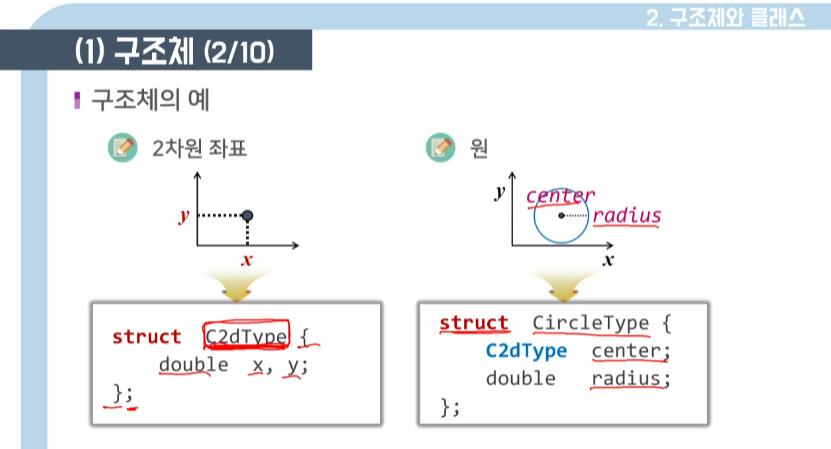 2. 구조체와 클래스
(1) 구조체 (2/10)
구조체의 예
2차원 좌표
y
x
struct C2dType {
double x, y;
};
원
y
center
radius
x
struct CircleType {
C2dType center;
double radius;
};